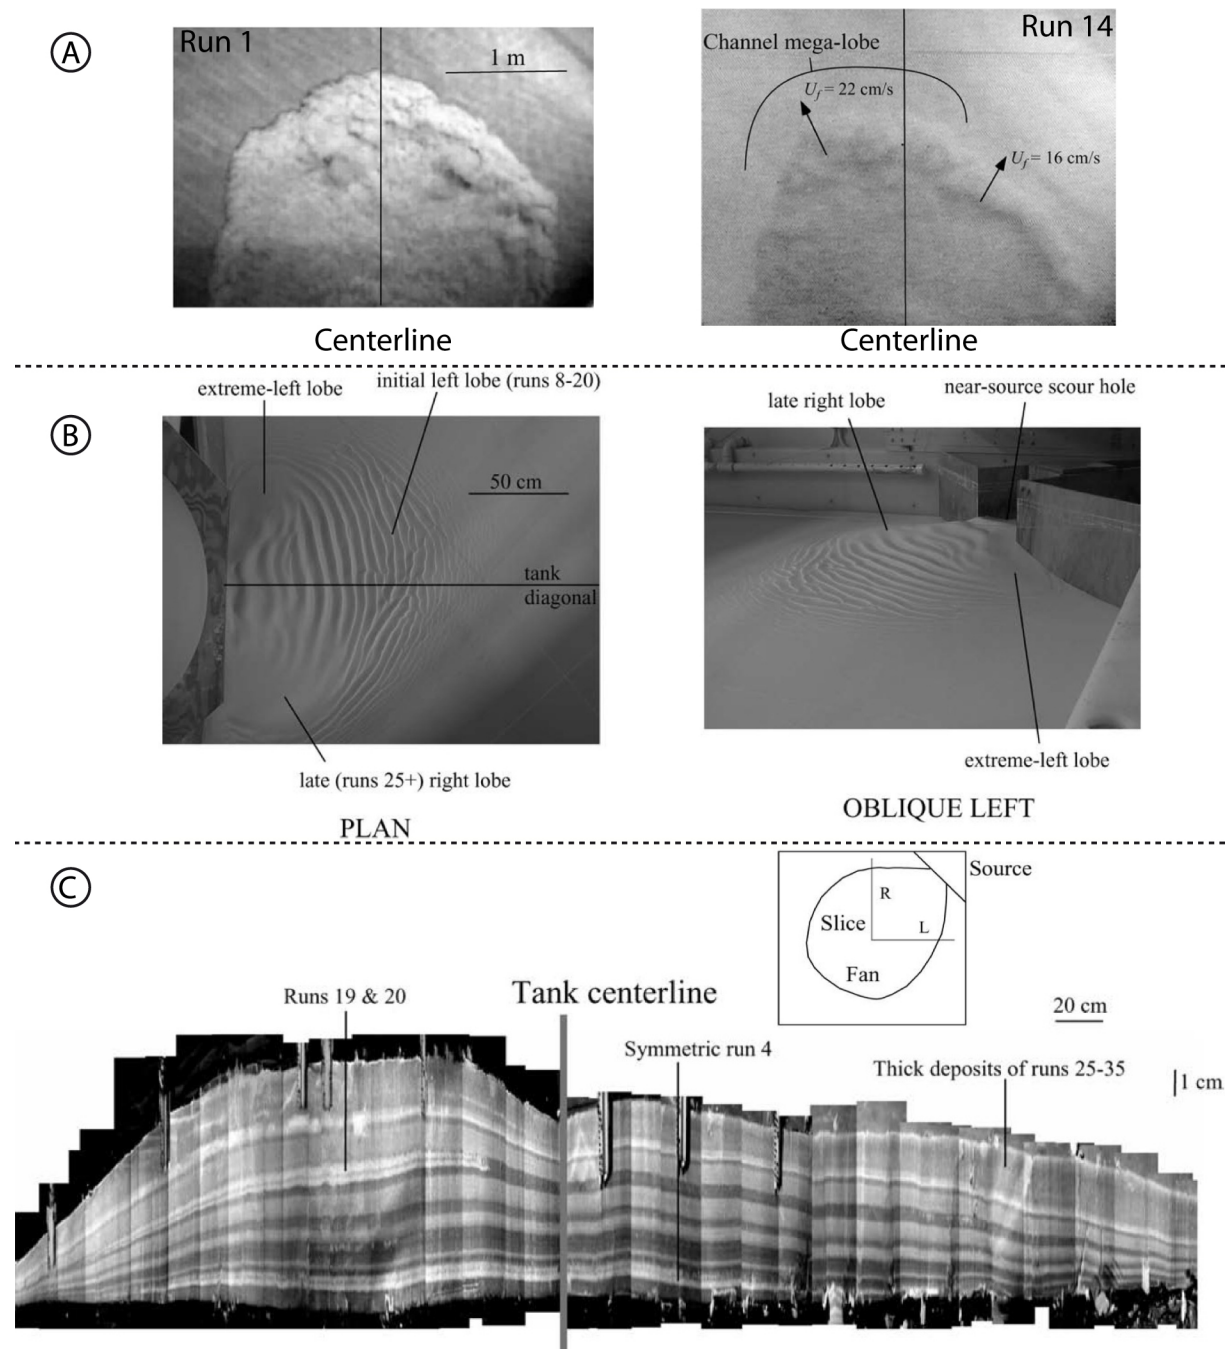 A
Run 1
1 m
Centerline
Run 14
Channel mega-lobe
Uf = 22 cm/s
Uf = 16 cm/s
Centerline
B
extreme-left lobe
initial left lobe (runs 8-20)
50 cm
tank
diagonal
late (runs 25+) right lobe
PLAN
late right lobe
near-source scour hole
extreme-left lobe
OBLIQUE LEFT
C
Source
R
Slice
L
Fan
20 cm
1 cm
Runs 19 & 20
Tank centerline
Symmetric run 4
Thick deposits of runs 25-35